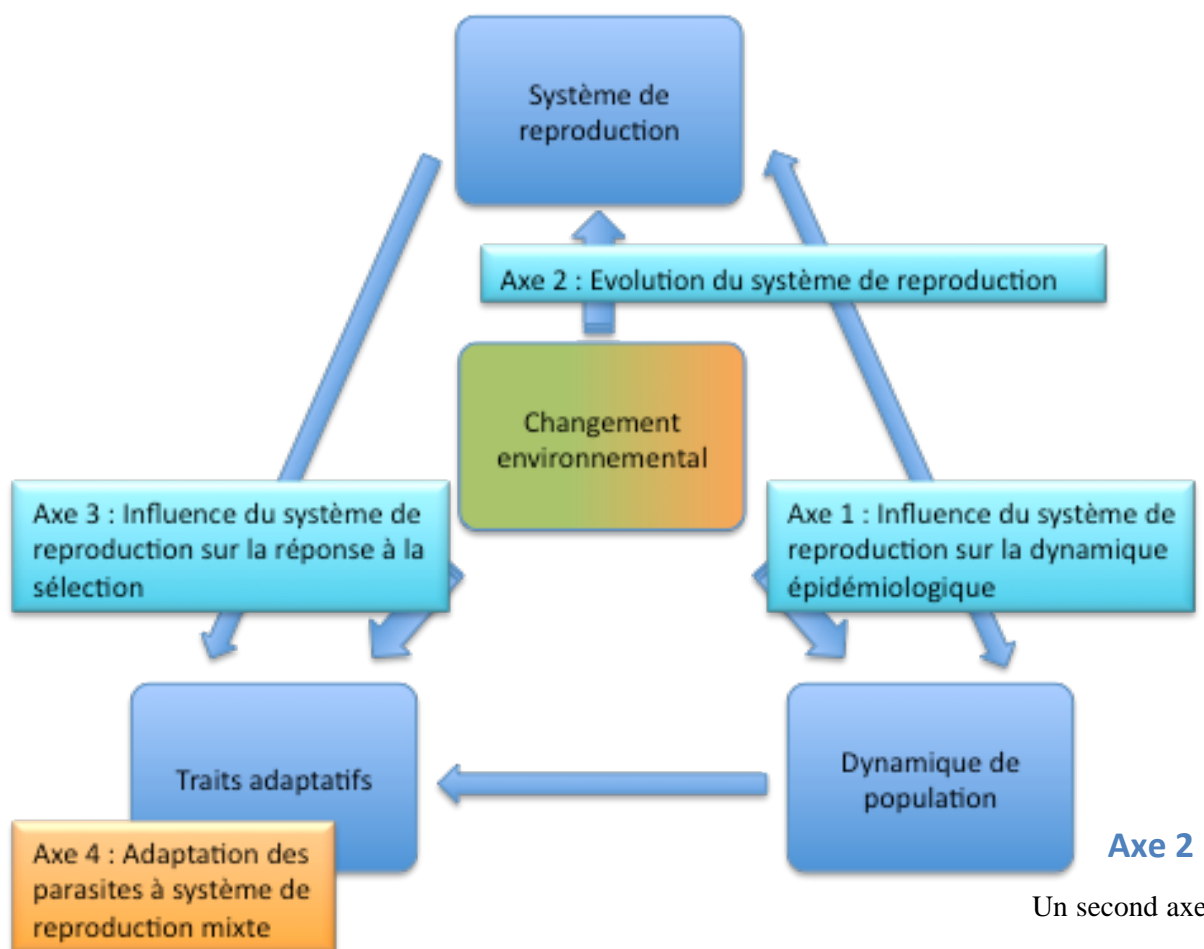 Système de
reproduction
Axe 2 : Evolution du système de reproduction
Changement
environnemental
Axe 3 : Influence du système de
reproduction sur la réponse à la
sélection
Axe 1 : Influence du système de
reproduction sur la dynamique
épidémiologique
Traits adaptatifs
Dynamique de
population
Axe 4 : Adaptation des
parasites à système de
reproduction mixte
Axe 2
Un second axe